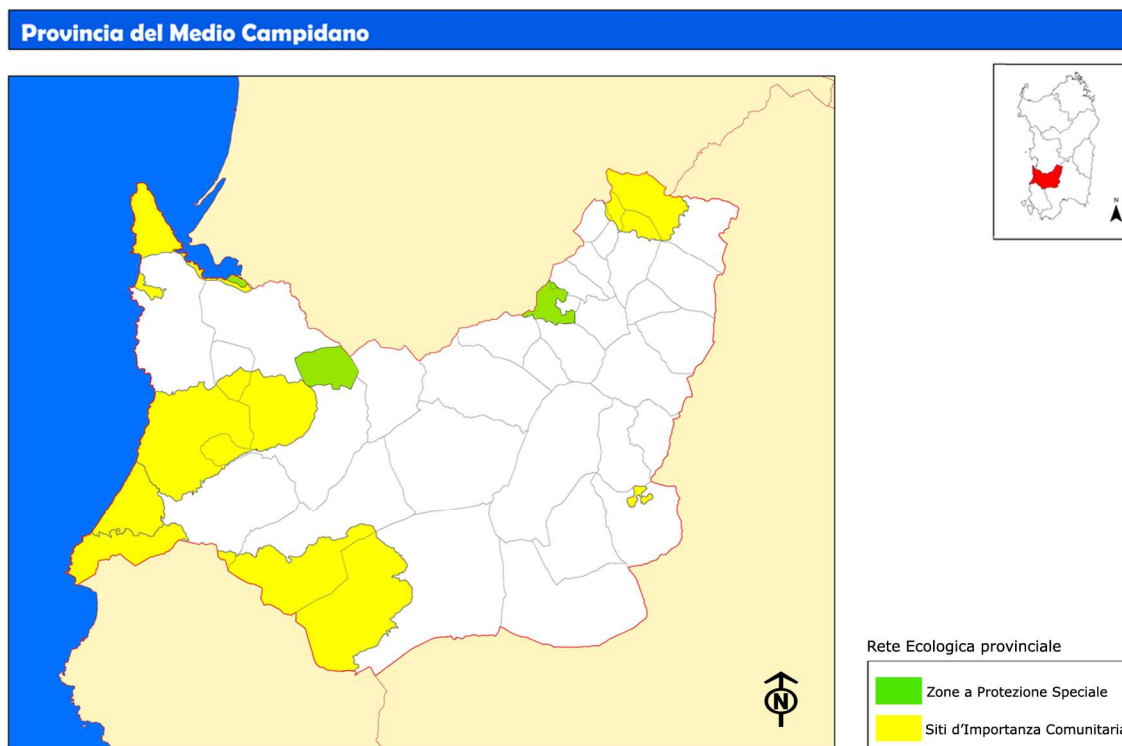 Provincia del Medio Campidano
N
N
Rete Ecologica provinciale
Zone a Protezione Speciale
Siti d'Importanza Comunitaria